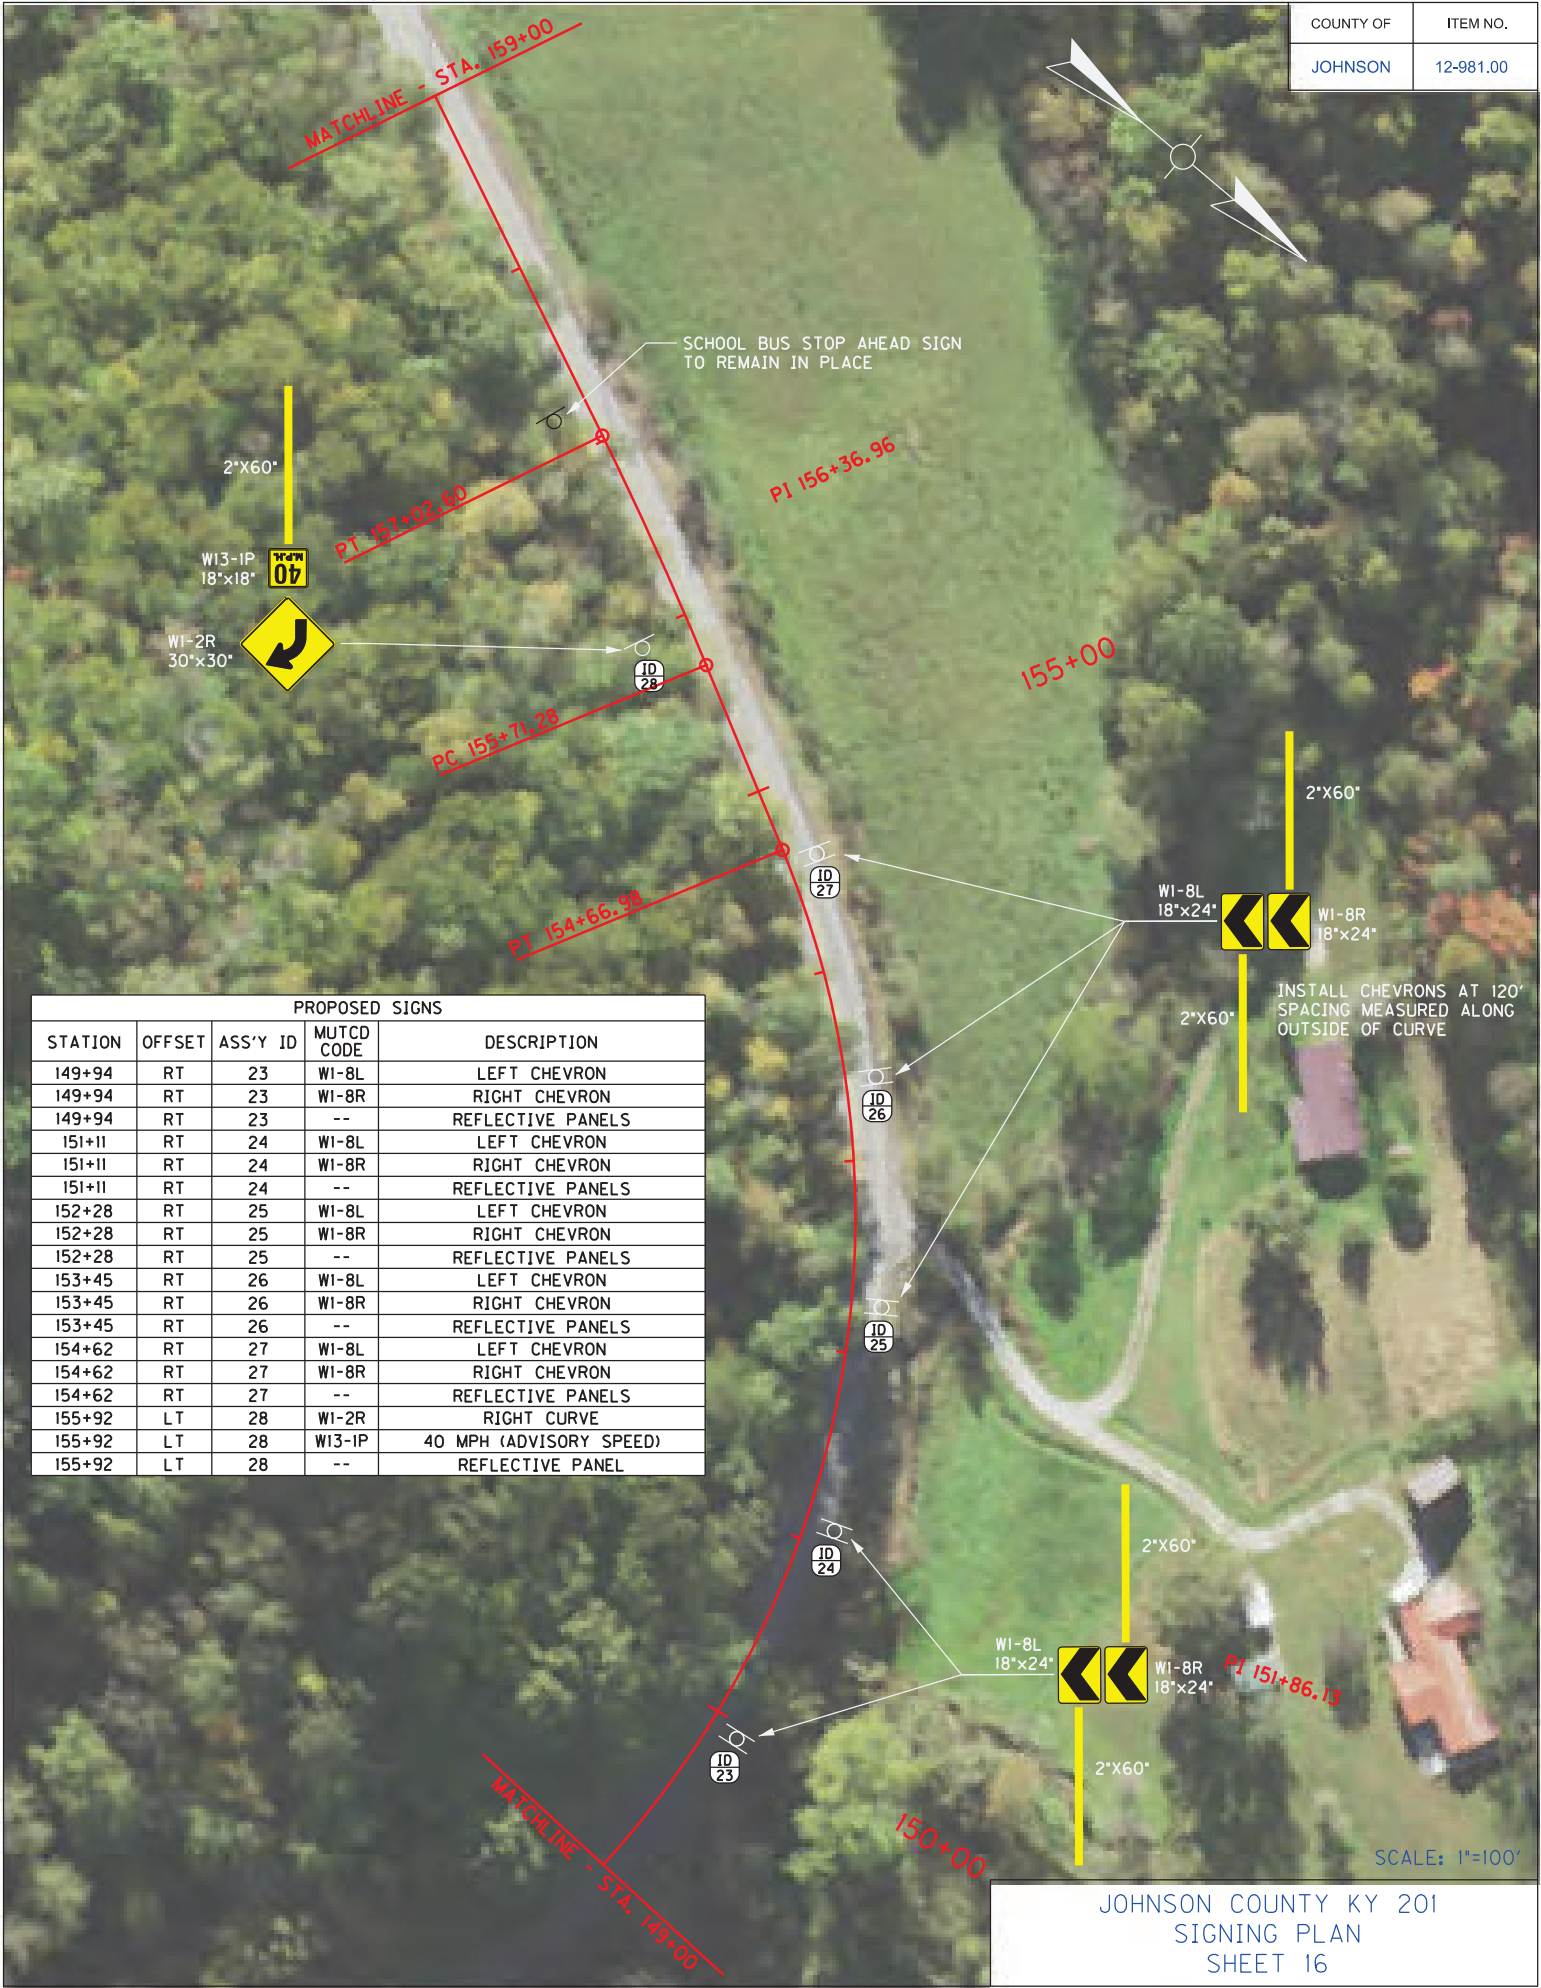 COUNTY OF ITEM NO.
JOHNSON 12-981.00
MATCHLINE - STA. 159+00
SCHOOL BUS STOP AHEAD SIGN
TO REMAIN IN PLACE
2"X60"
PT 157+02.60
PI 156+36.96
W13-1P
18"x18"
40
M.P.H.
W1-2R
30"x30"
ID
28
PC 155+71.28
155+00
2"X60"
ID
27
W1-8L
18"x24"
W1-8R
18"x24"
PT 154+66.98
2"X60"
INSTALL CHEVRONS AT 120'
SPACING MEASURED ALONG
OUTSIDE OF CURVE
ID
26
ID
25
PROPOSED SIGNS
STATION OFFSET ASS'Y ID MUTCD CODE DESCRIPTION
149+94 RT 23 W1-8L LEFT CHEVRON
149+94 RT 23 W1-8R RIGHT CHEVRON
149+94 RT 23 -- REFLECTIVE PANELS
151+11 RT 24 W1-8L LEFT CHEVRON
151+11 RT 24 W1-8R RIGHT CHEVRON
151+11 RT 24 -- REFLECTIVE PANELS
152+28 RT 25 W1-8L LEFT CHEVRON
152+28 RT 25 W1-8R RIGHT CHEVRON
152+28 RT 25 -- REFLECTIVE PANELS
153+45 RT 26 W1-8L LEFT CHEVRON
153+45 RT 26 W1-8R RIGHT CHEVRON
153+45 RT 26 -- REFLECTIVE PANELS
154+62 RT 27 W1-8L LEFT CHEVRON
154+62 RT 27 W1-8R RIGHT CHEVRON
154+62 RT 27 -- REFLECTIVE PANELS
155+92 LT 28 W1-2R RIGHT CURVE
155+92 LT 28 W13-1P 40 MPH (ADVISORY SPEED)
155+92 LT 28 -- REFLECTIVE PANEL
ID
24
2"X60"
W1-8L
18"x24"
W1-8R
18"x24"
PI 151+86.13
ID
23
2"X60"
MATCHLINE - STA. 149+00
150+00
SCALE: 1"=100'
JOHNSON COUNTY KY 201
SIGNING PLAN
SHEET 16